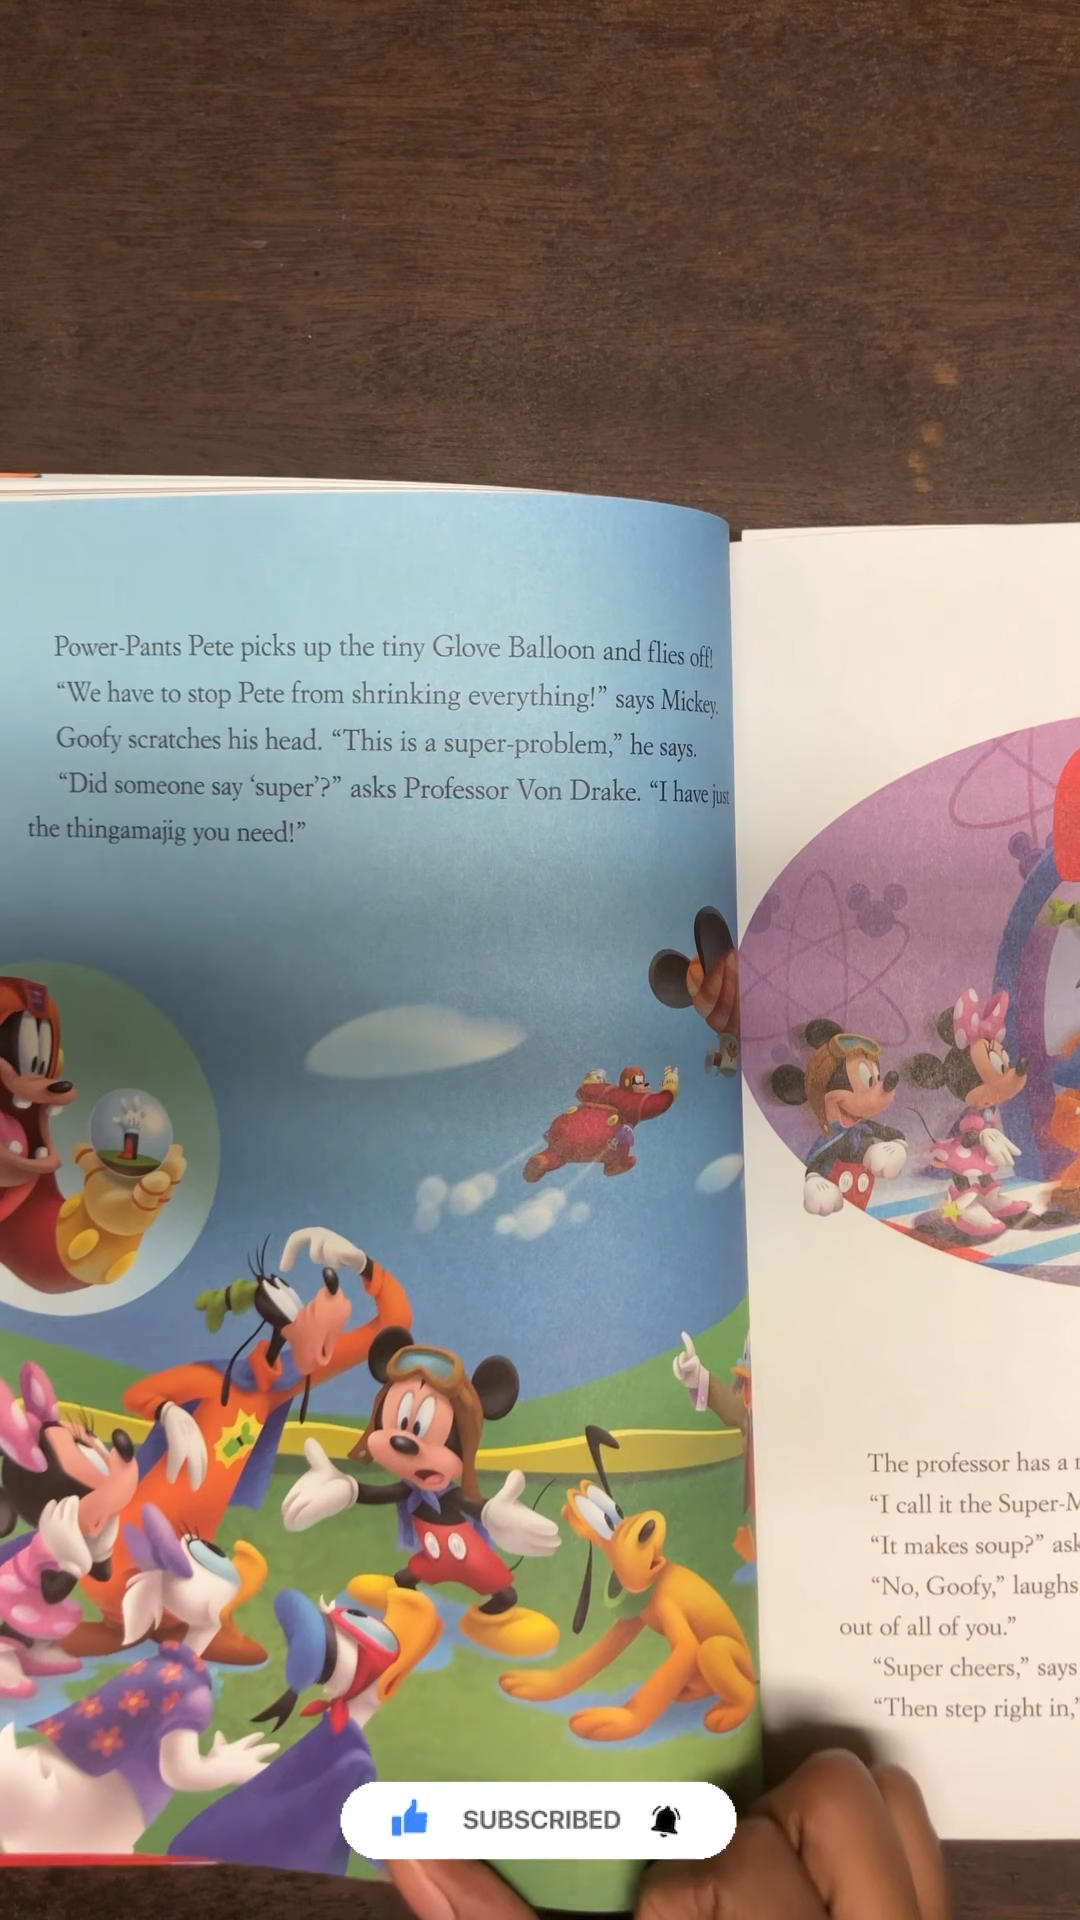 Power-Pants Pete picks up the tiny Glove Balloon and flies off!
“We have to stop Pete from shrinking everything!” says Mickey.
Goofy scratches his head. “This is a super-problem,” he says.
“Did someone say ‘super’?” asks Professor Von Drake. “I have just
the thingamajig you need!”
The professor has a
“I call it the
“It makes soup?”
“No, Goofy,” laughs
out of all of you.”
“Super cheers,” says
“Then step right in,”
SUBSCRIBED